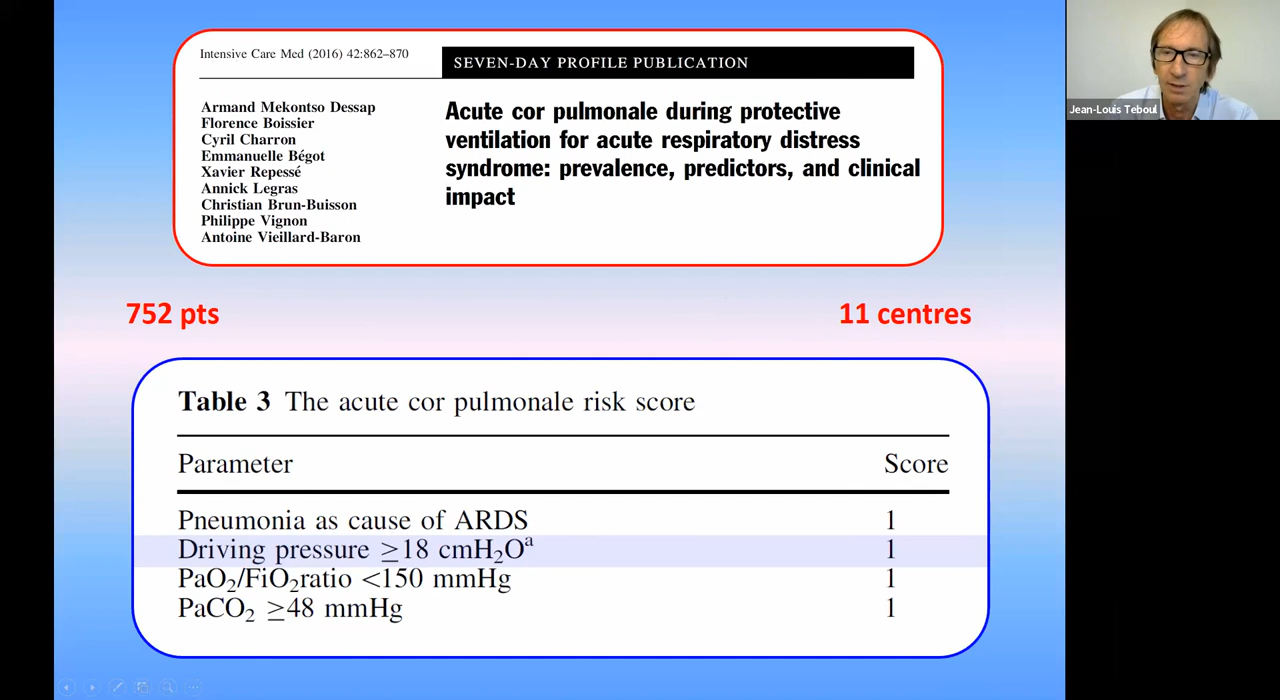 Intensive Care Med (2016) 42:862–870
SEVEN-DAY PROFILE PUBLICATION
Armand Mekontso Dessap
Florence Boissier
Cyril Charron
Emmanuelle Bégot
Xavier Repessé
Annick Legras
Christian Brun-Buisson
Philippe Vignon
Antoine Vieillard-Baron
Acute cor pulmonale during protective
ventilation for acute respiratory distress
syndrome: prevalence, predictors, and clinical
impact
Jean-Louis Teboul
752 pts
11 centres
Table 3 The acute cor pulmonale risk score
Parameter Score
Pneumonia as cause of ARDS 1
Driving pressure ≥18 cmH₂Oᵃ 1
PaO₂/FiO₂ratio <150 mmHg 1
PaCO₂ ≥48 mmHg 1